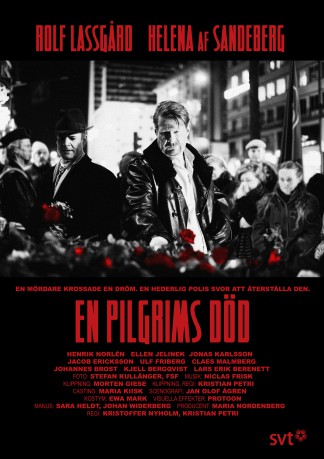 ROLF LASSGÅRD HELENA AF SANDEBERG
EN MÖRDARE KROSSADE EN DRÖM. EN HEDERLIG POLIS SVOR ATT ÅTERSTÄLLA DEN.
EN PILGRIMS DÖD
HENRIK NORLÉN ELLEN JELINEK JONAS KARLSSON
JACOB ERICKSSON ULF FRIBERG CLAES MALMBERG
JOHANNES BROST KJELL BERGQVIST LARS ERIK BERENETT
FOTO: STEFAN KULLÄNGER, FSF MUSIK: NICLAS FRISK
KLIPPNING: MORTEN GIESE KLIPPNING, REGI: KRISTIAN PETRI
CASTING: MARIA KIISK SCENOGRAFI: JAN OLOF ÅGREN
KOSTYM: EWA MARK VISUELLA EFFEKTER: PROTOON
MANUS: SARA HELDT, JOHAN WIDERBERG PRODUCENT: MARIA NORDENBERG
REGI: KRISTOFFER NYHOLM, KRISTIAN PETRI
svt